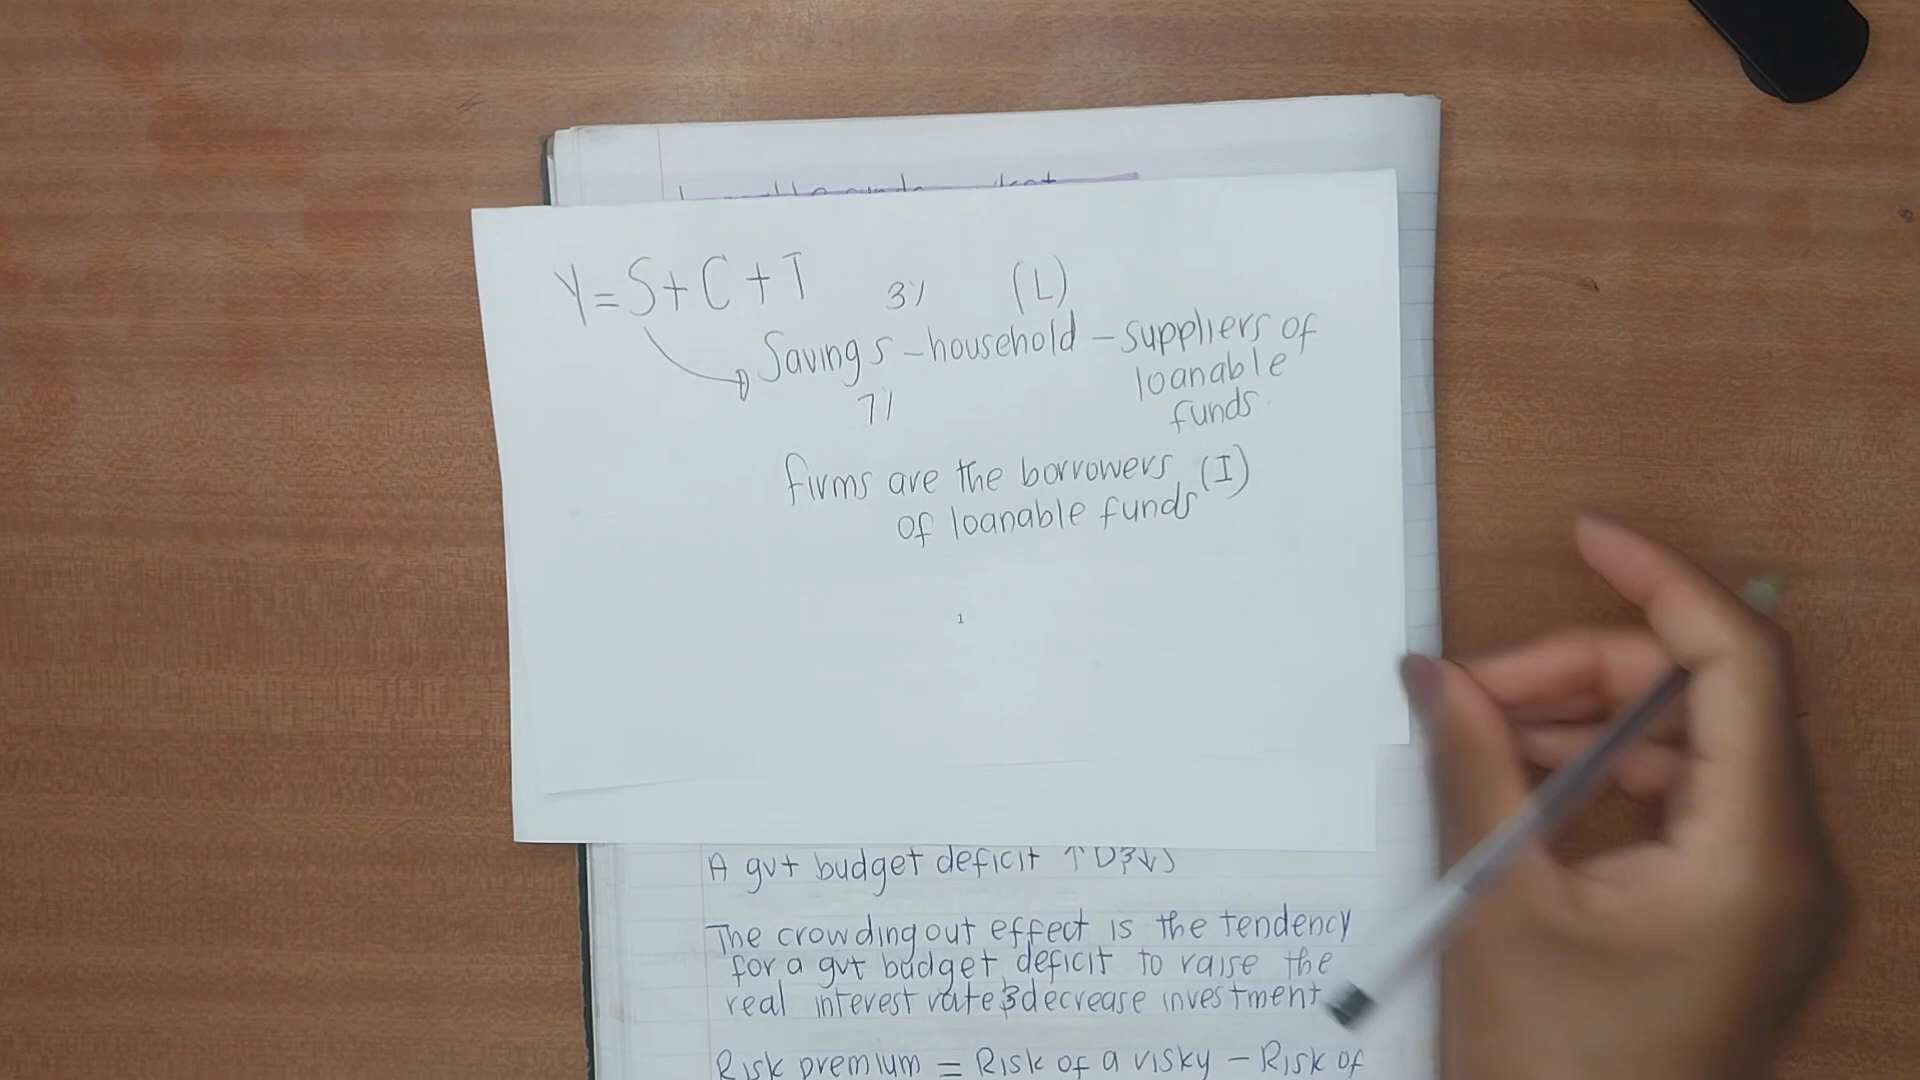 Y=S+C+T
3% (L)
Savings - household - suppliers of
loanable
funds
7%
firms are the borrowers (I)
of loanable funds
1
A gvt budget deficit ↑D&↓S
The crowding out effect is the tendency
for a gvt budget deficit to raise the
real interest rate & decrease investment
Risk premium = Risk of a risky - Risk of